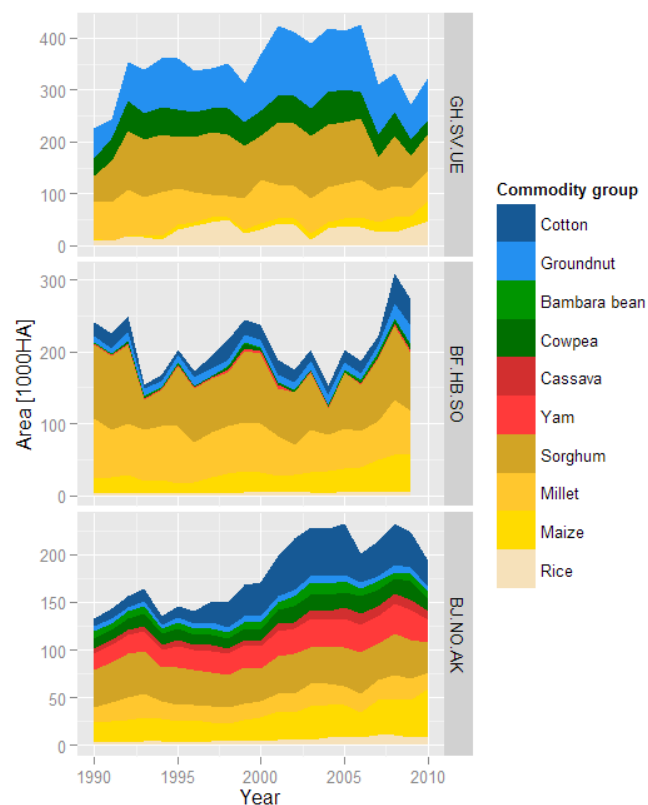 400
300
200
100
0
GH.SV.UE
300
200
100
0
BF.HB.SO
200
150
100
50
0
BJ.NO.AK
Area [1000HA]
1990
1995
2000
2005
2010
Year
Commodity group
Cotton
Groundnut
Bambara bean
Cowpea
Cassava
Yam
Sorghum
Millet
Maize
Rice